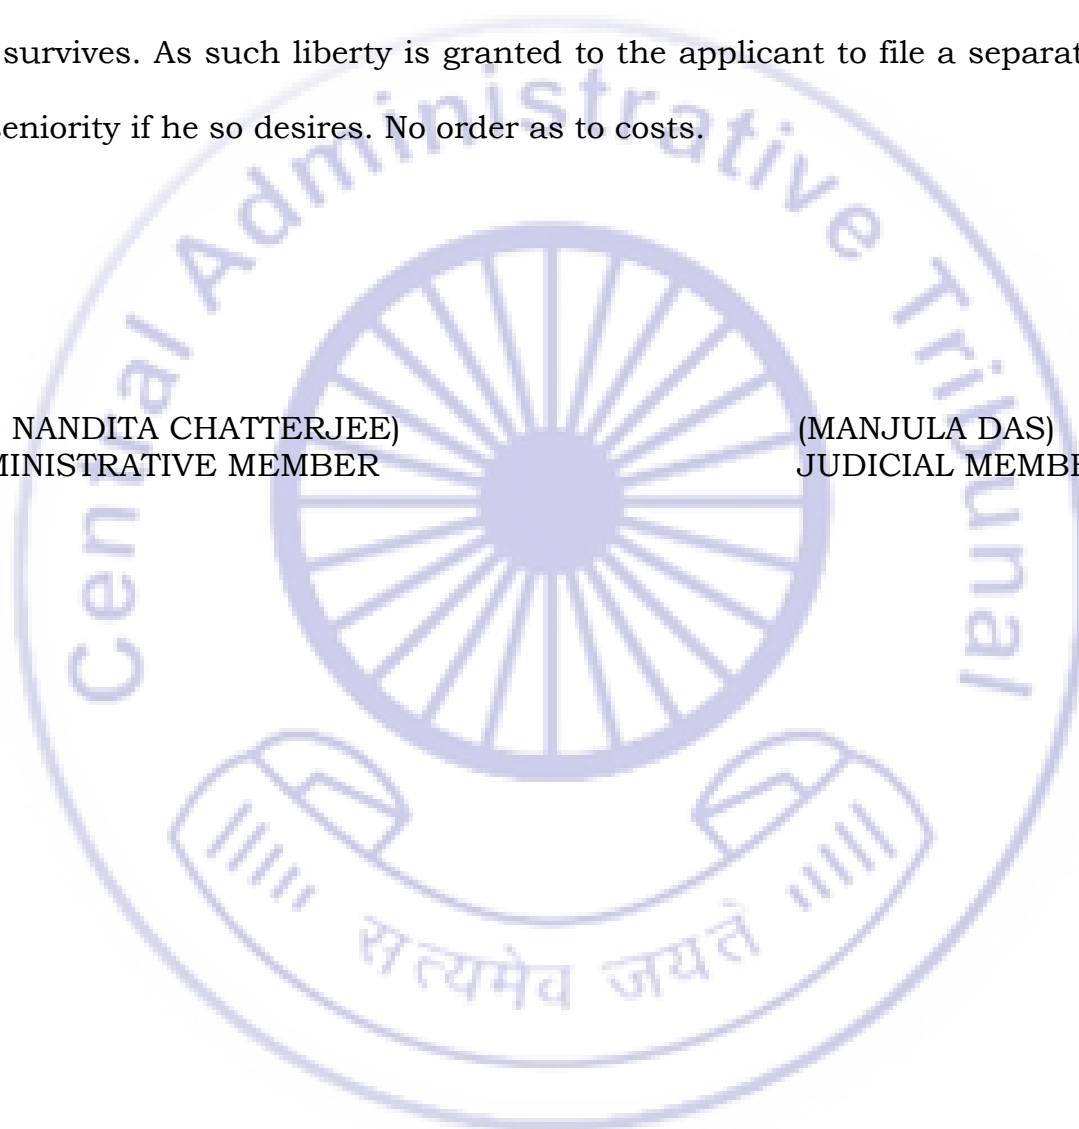 survives. As such liberty is granted to the applicant to file a separat
eniority if he so desires. No order as to costs.
Central Administrative Tribunal
NANDITA CHATTERJEE) (MANJULA DAS)
MINISTRATIVE MEMBER JUDICIAL MEMBE
सत्यमेव जयते